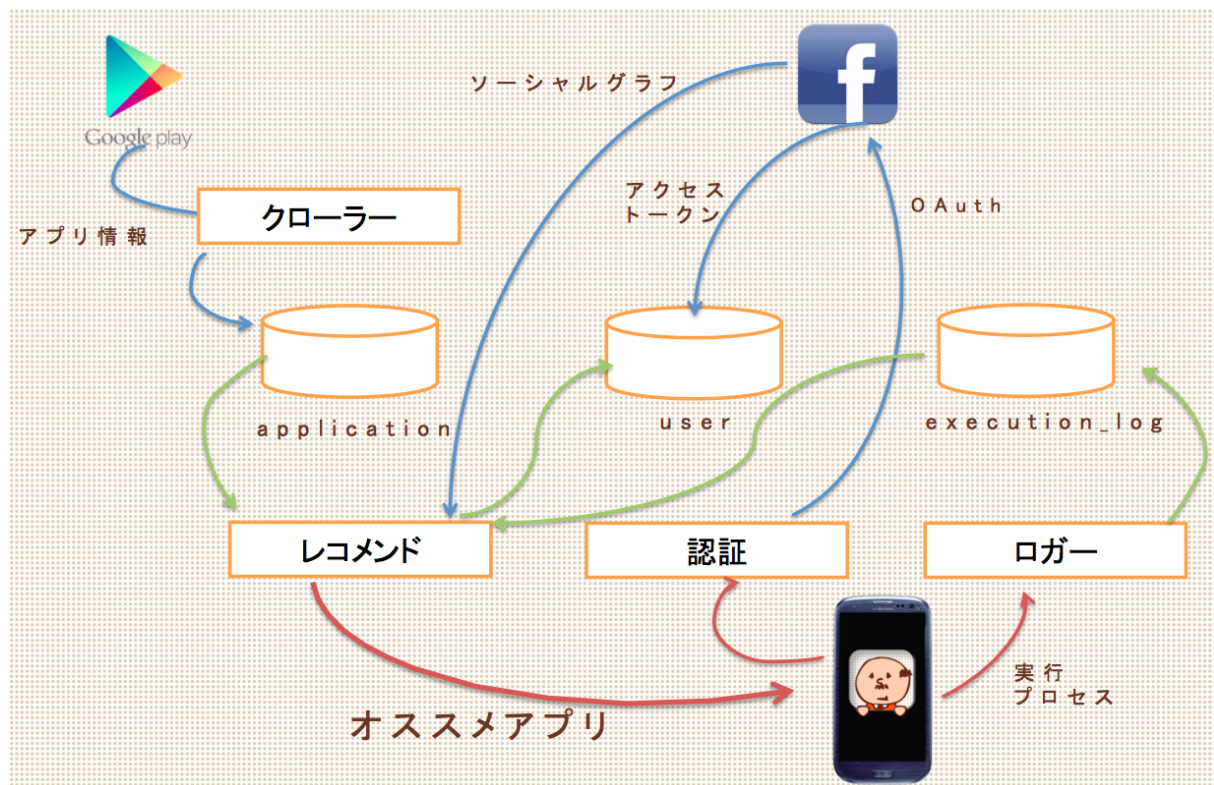 ソーシャルグラフ
Google play
アクセス
トークン
OAuth
クローラー
アプリ情報
application
user
execution_log
レコメンド
認証
ロガー
実行
プロセス
オススメアプリ